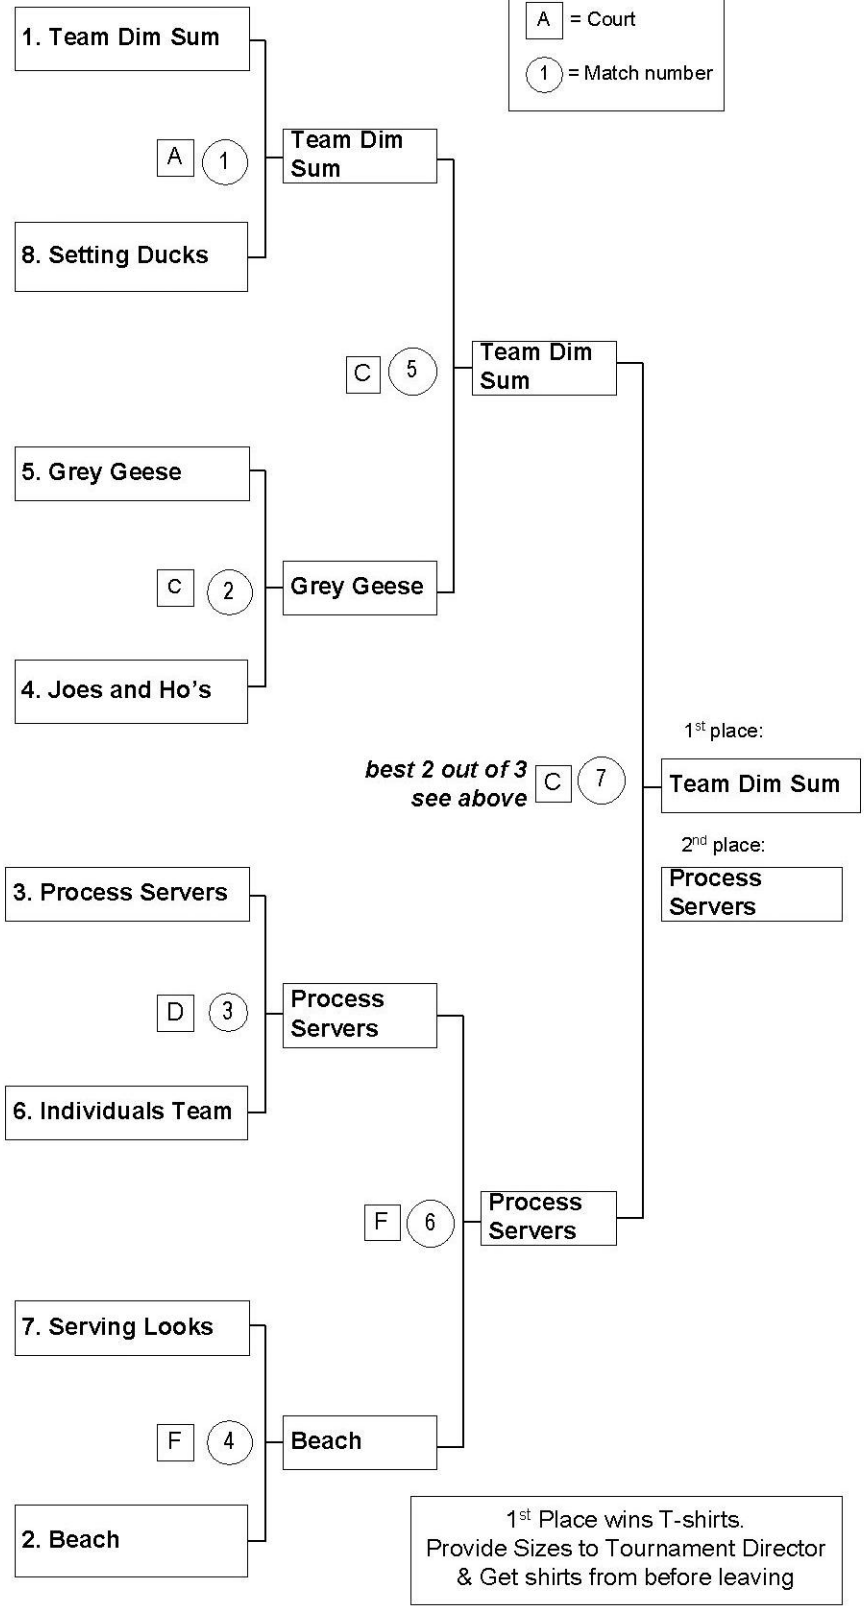 A = Court
1 = Match number
1. Team Dim Sum
A 1
Team Dim
Sum
8. Setting Ducks
C 5
Team Dim
Sum
5. Grey Geese
C 2
Grey Geese
4. Joes and Ho's
1st place:
best 2 out of 3
see above
C 7
Team Dim Sum
2nd place:
Process
Servers
3. Process Servers
D 3
Process
Servers
6. Individuals Team
F 6
Process
Servers
7. Serving Looks
F 4
Beach
2. Beach
1st Place wins T-shirts.
Provide Sizes to Tournament Director
& Get shirts from before leaving